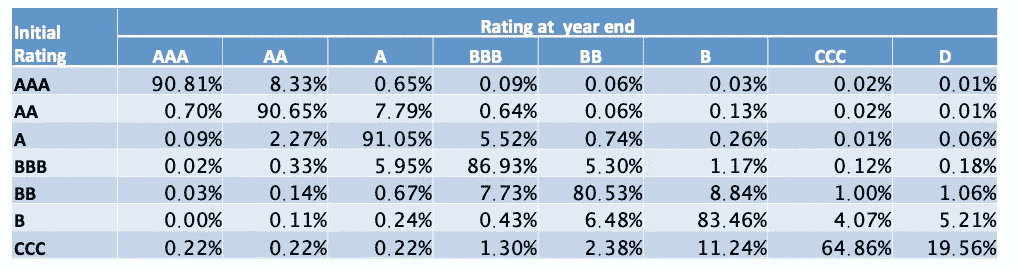 Initial Rating at year end
Rating AAA AA A BBB BB B CCC D
AAA 90.81% 8.33% 0.65% 0.09% 0.06% 0.03% 0.02% 0.01%
AA 0.70% 90.65% 7.79% 0.64% 0.06% 0.13% 0.02% 0.01%
A 0.09% 2.27% 91.05% 5.52% 0.74% 0.26% 0.01% 0.06%
BBB 0.02% 0.33% 5.95% 86.93% 5.30% 1.17% 0.12% 0.18%
BB 0.03% 0.14% 0.67% 7.73% 80.53% 8.84% 1.00% 1.06%
B 0.00% 0.11% 0.24% 0.43% 6.48% 83.46% 4.07% 5.21%
CCC 0.22% 0.22% 0.22% 1.30% 2.38% 11.24% 64.86% 19.56%